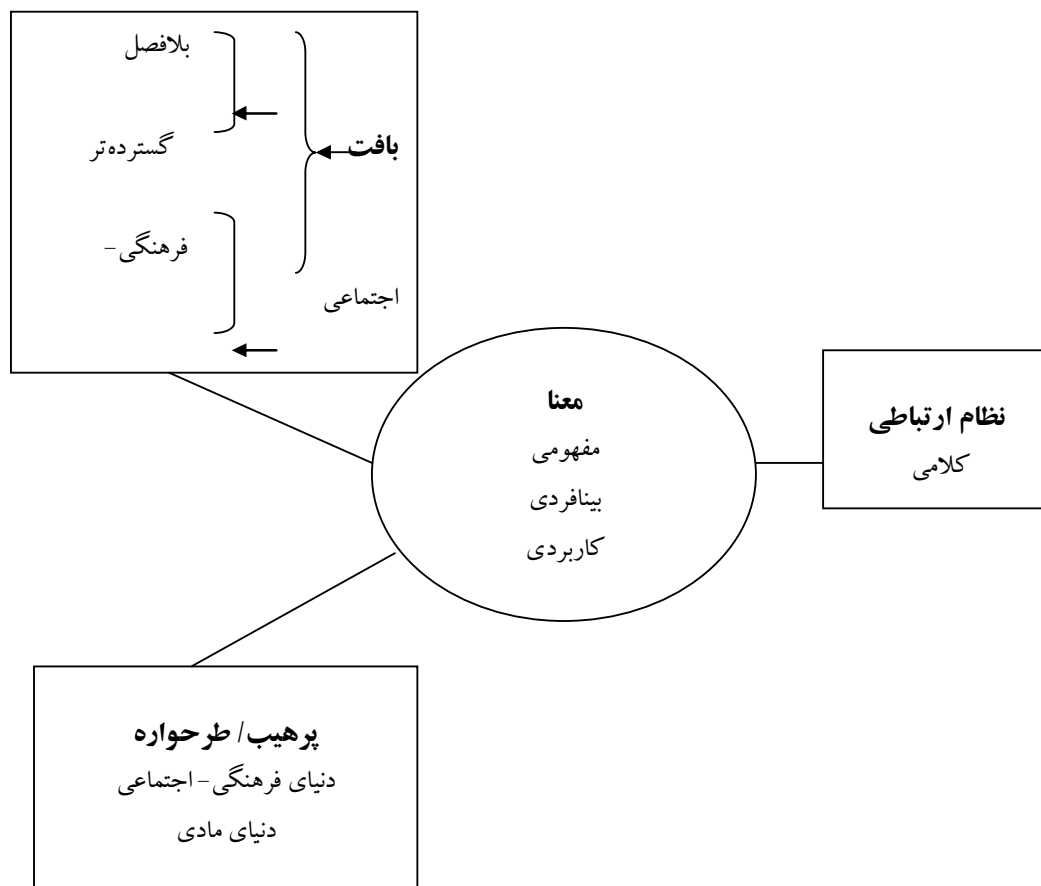 بلافصل
گسترده‌تر
بافت
فرهنگی –
اجتماعی
معنا
مفهومی
بینافردی
کاربردی
نظام ارتباطی
کلامی
پرهیب/ طرحواره
دنیای فرهنگی – اجتماعی
دنیای مادی